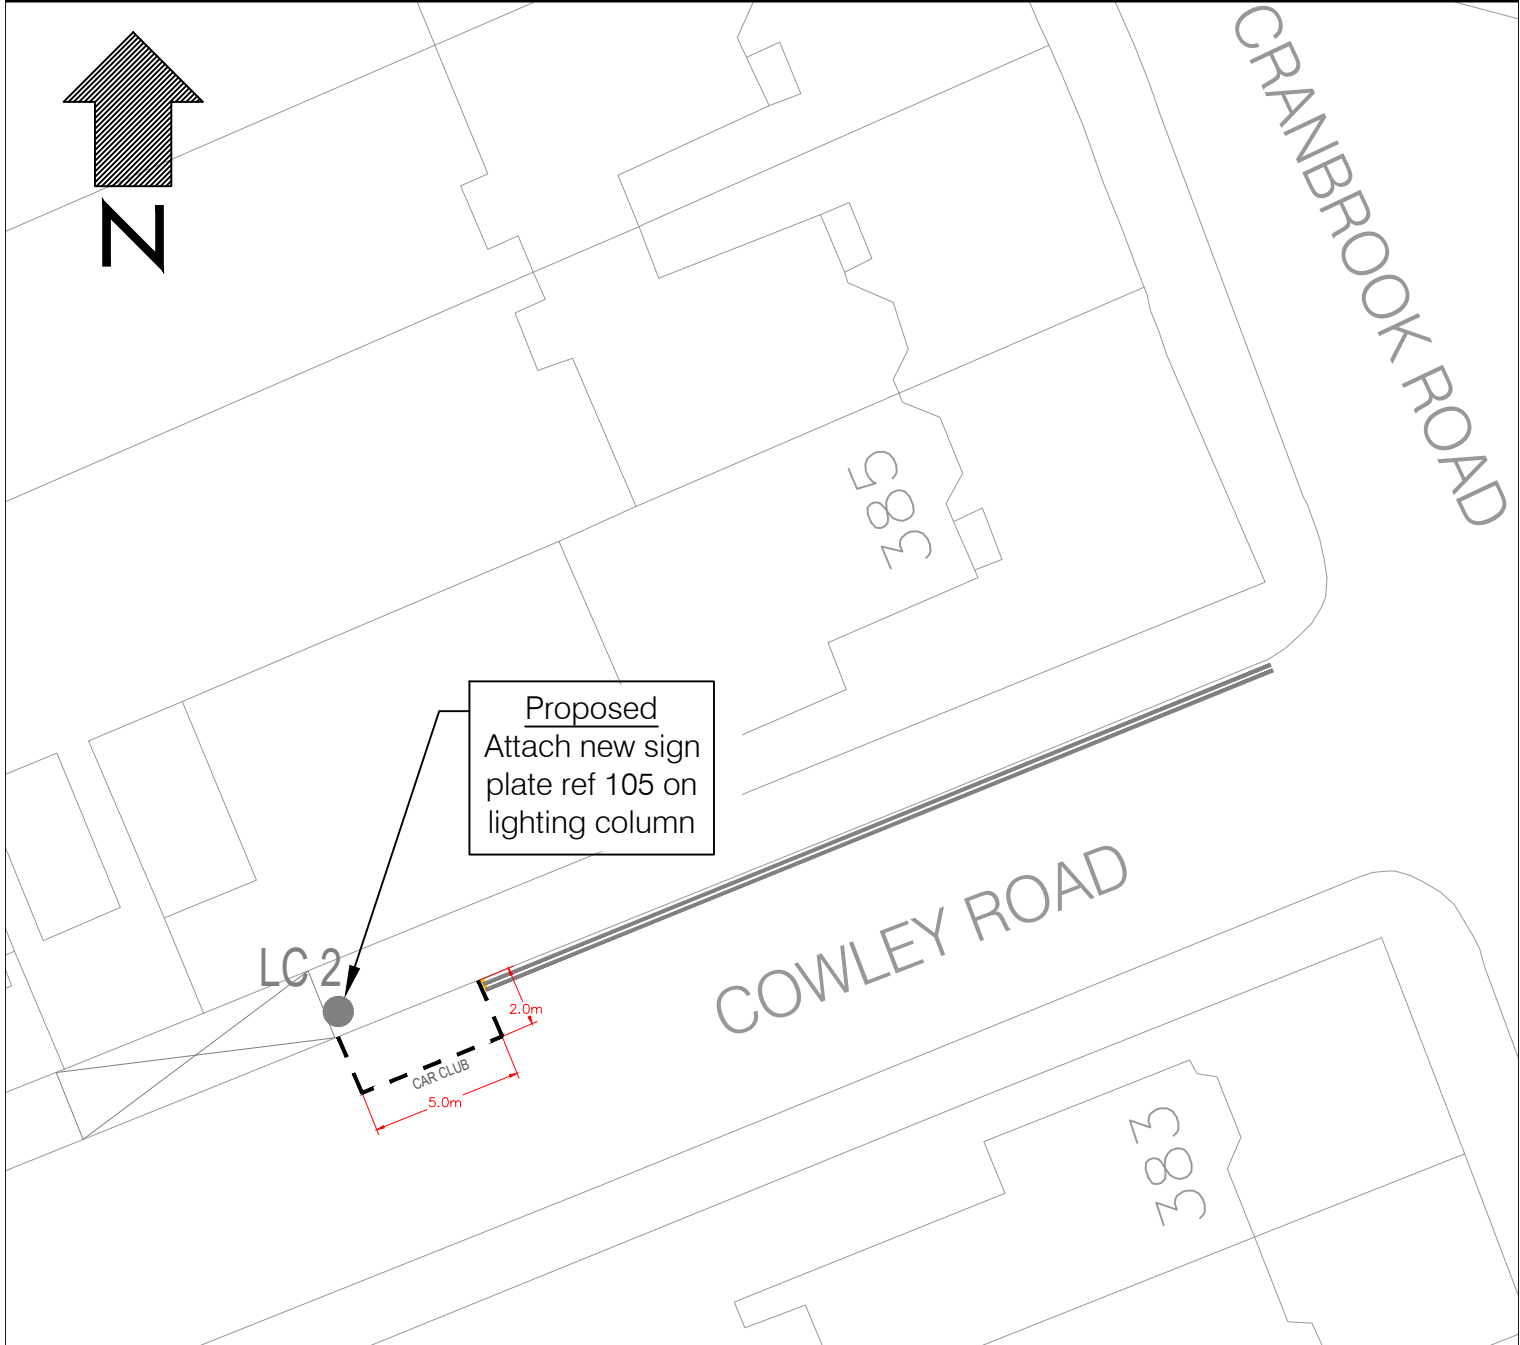 CRANBROOK ROAD
N
385
Proposed
Attach new sign
plate ref 105 on
lighting column
COWLEY ROAD
LC 2
2.0m
CAR CLUB
5.0m
383